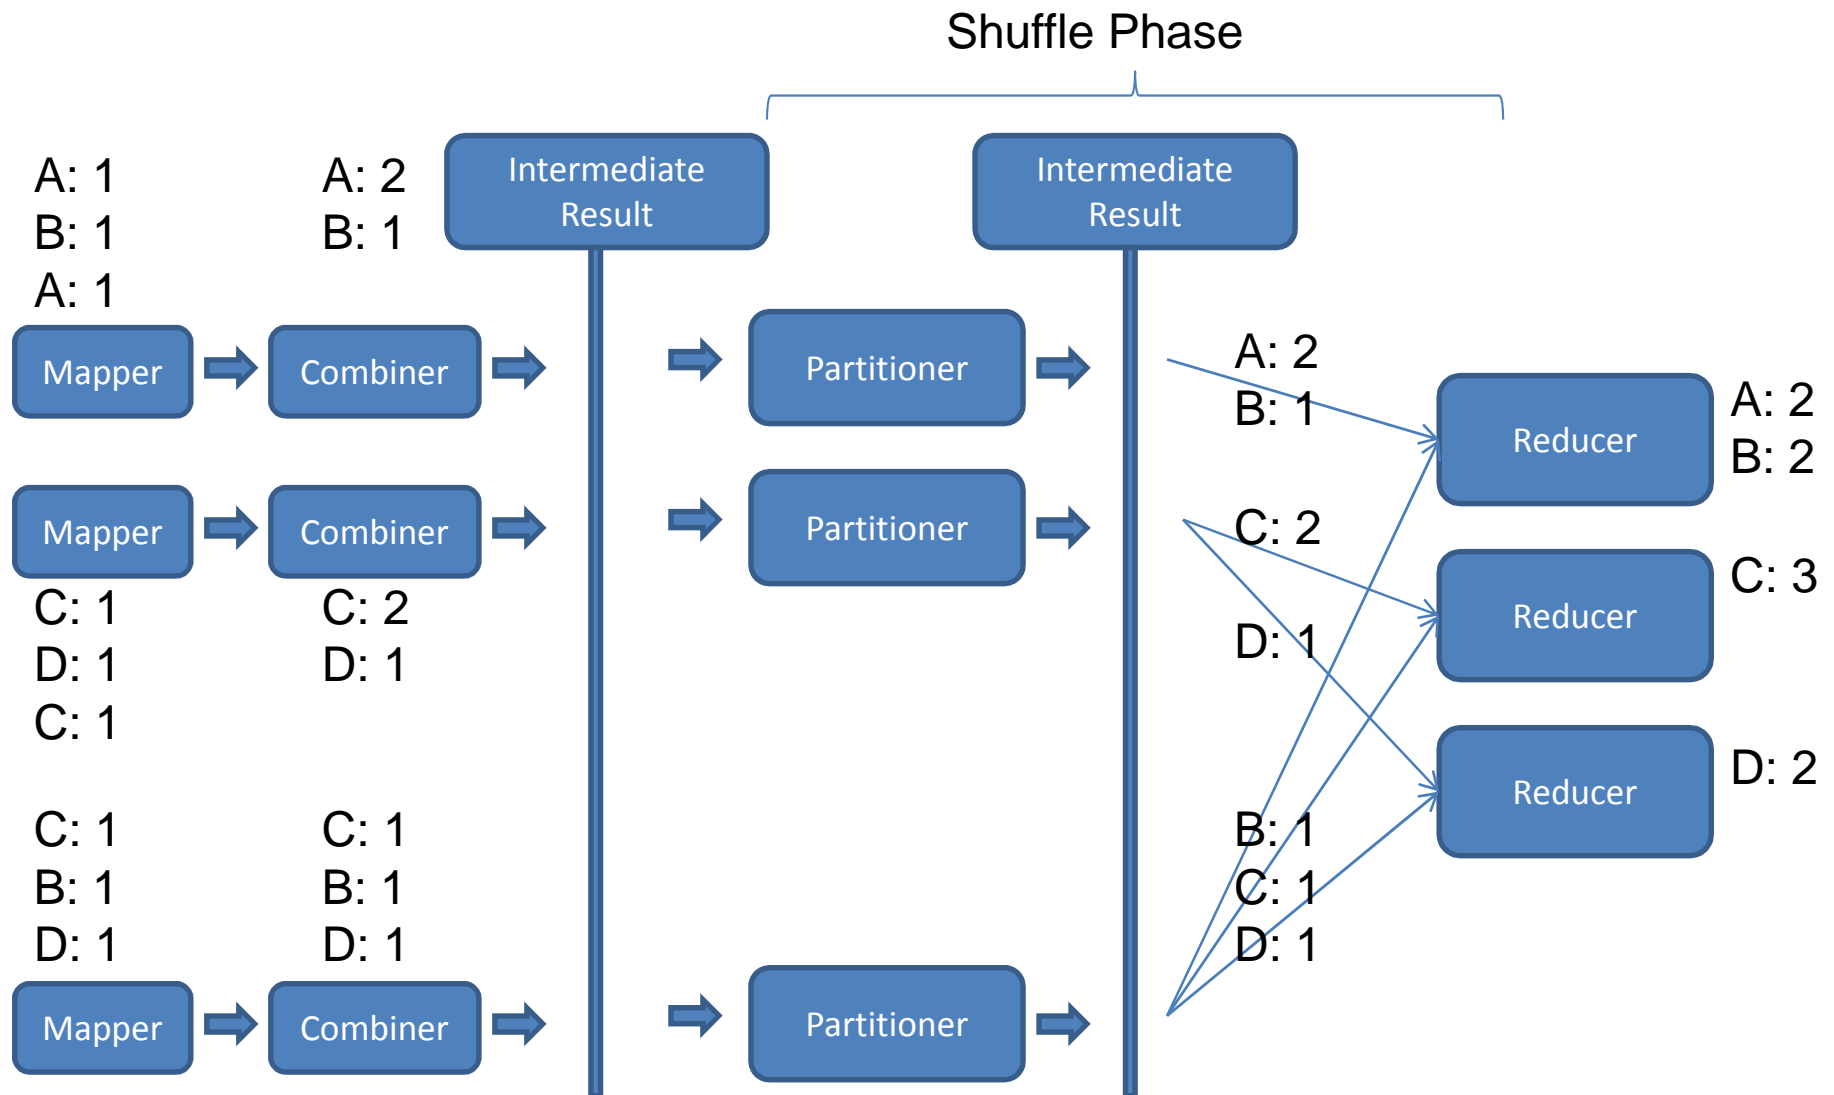 Shuffle Phase
A: 1
B: 1
A: 1
A: 2
B: 1
Intermediate
Result
Intermediate
Result
Mapper
Combiner
Partitioner
A: 2
B: 1
Reducer
A: 2
B: 2
Mapper
Combiner
Partitioner
C: 2
D: 1
Reducer
C: 3
C: 1
D: 1
C: 1
C: 2
D: 1
Reducer
D: 2
C: 1
B: 1
D: 1
C: 1
B: 1
D: 1
B: 1
C: 1
D: 1
Mapper
Combiner
Partitioner